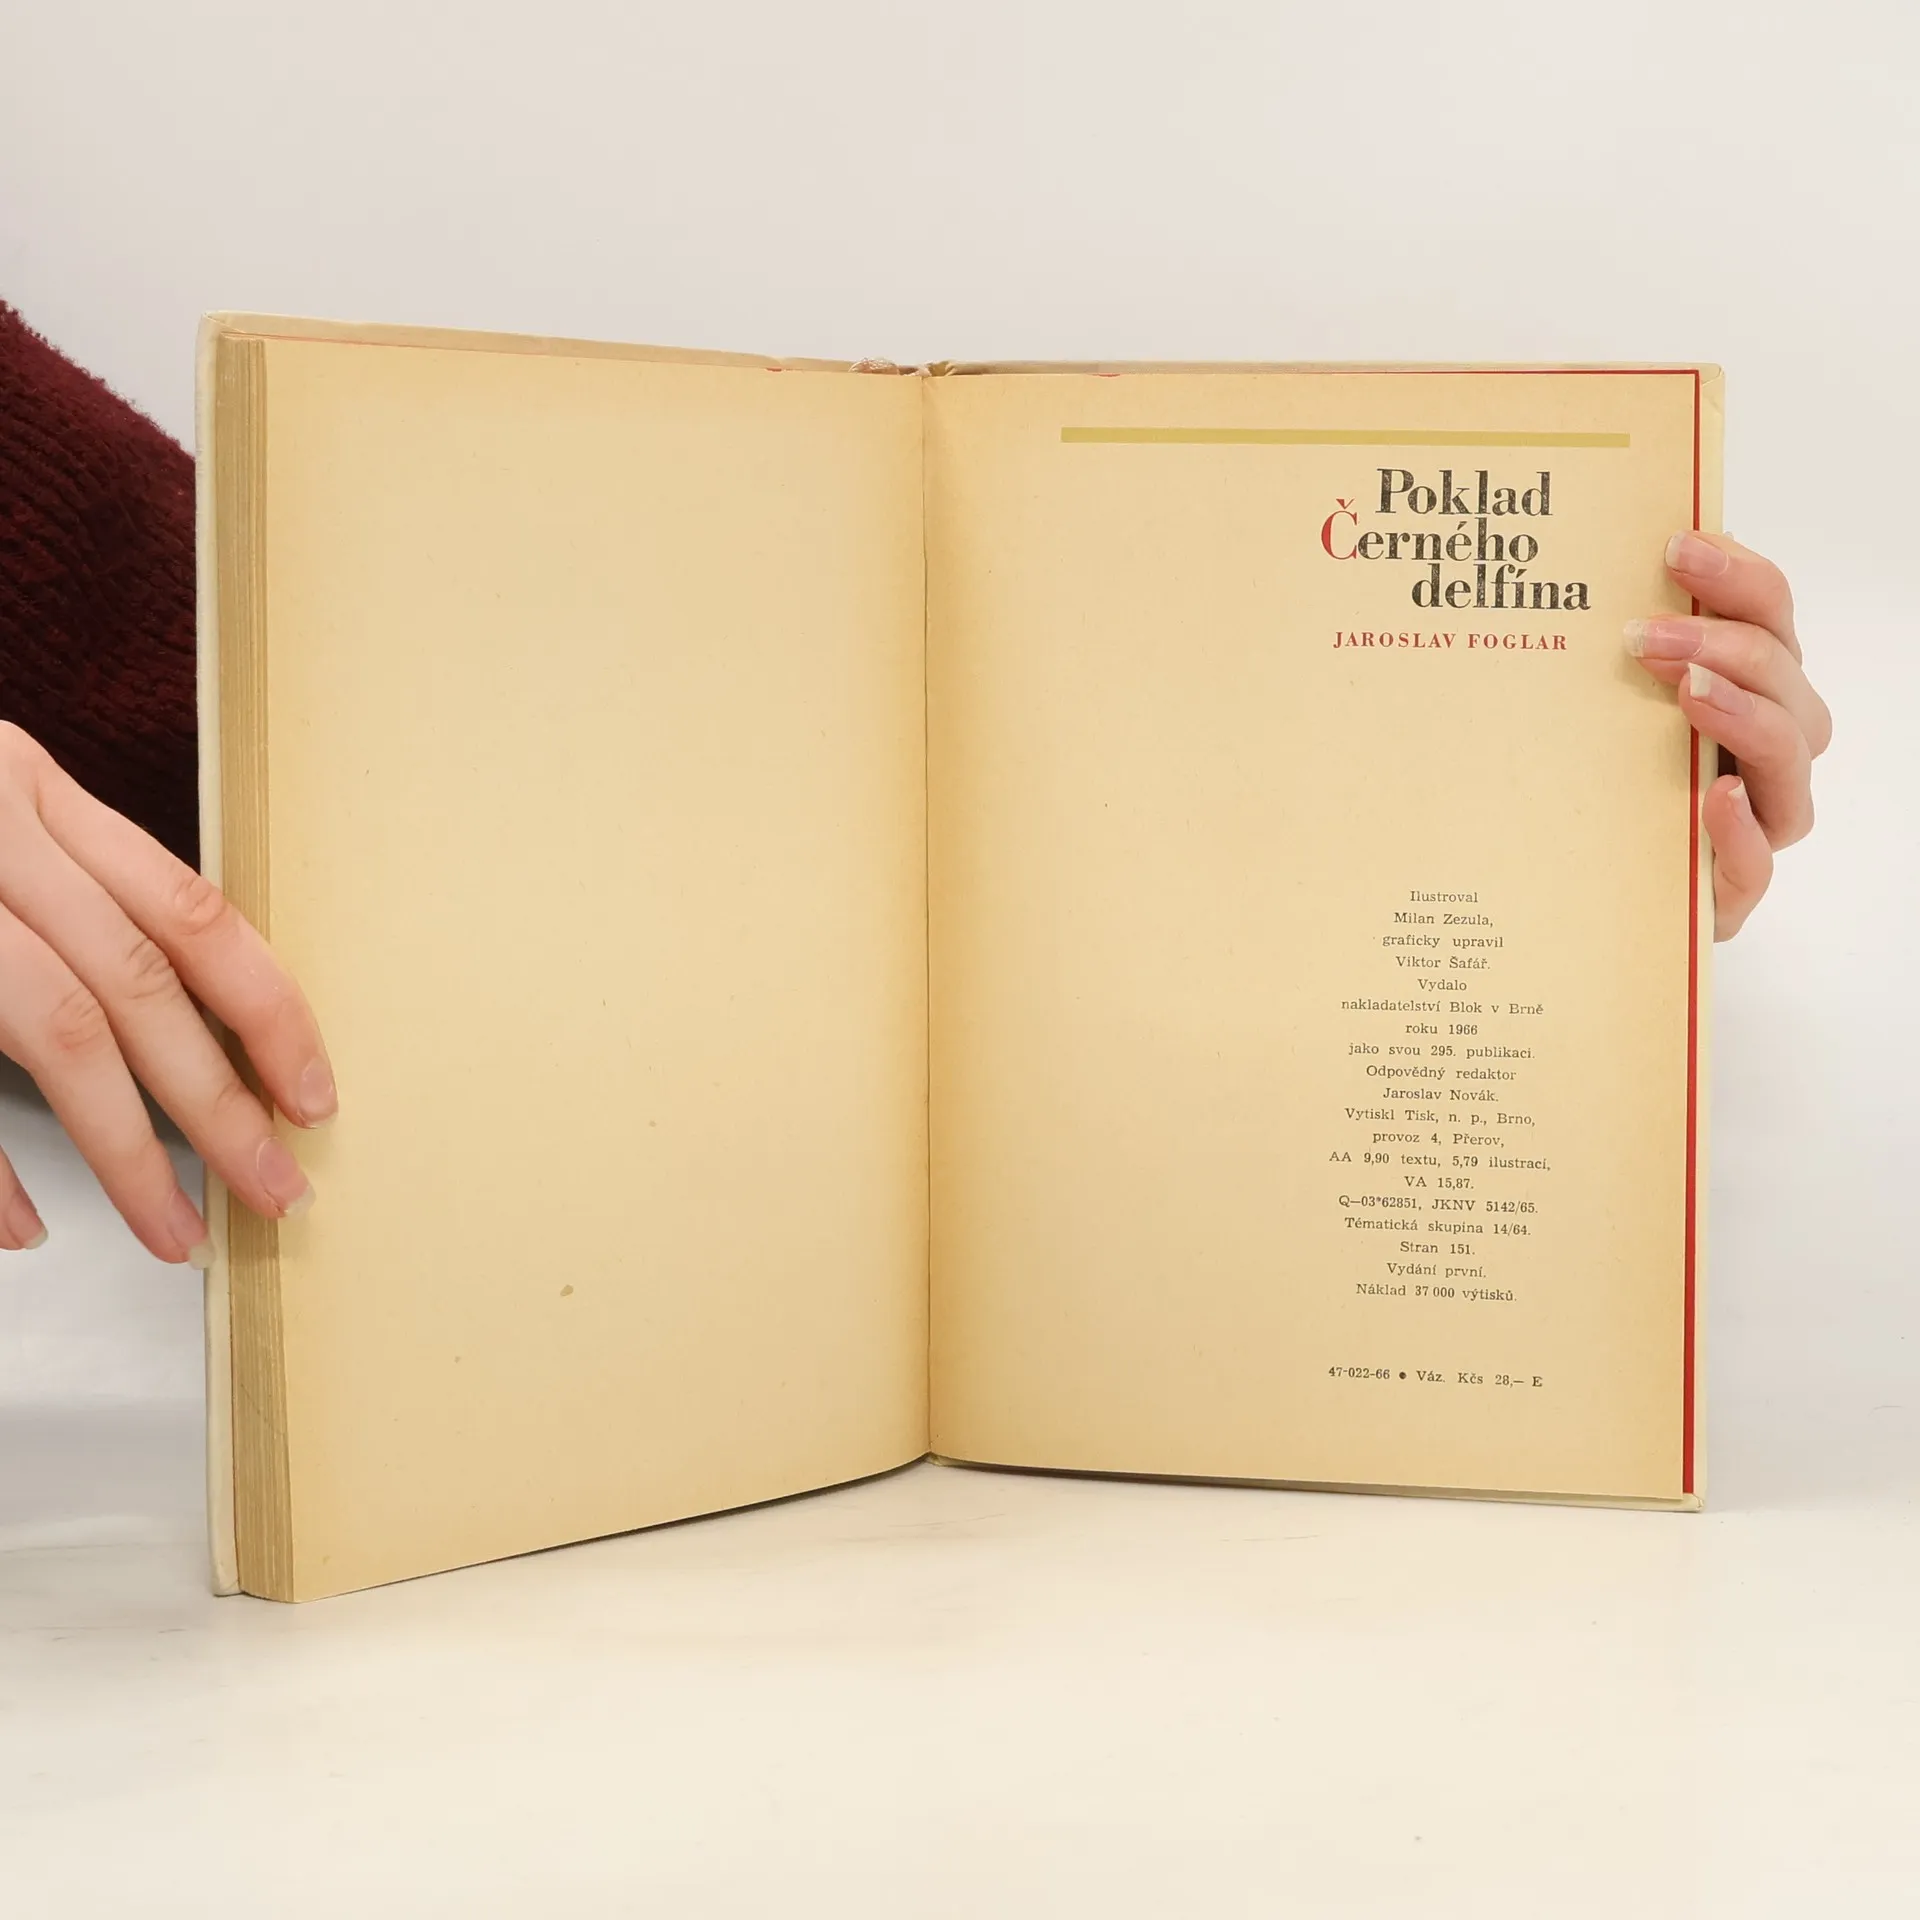 Poklad
Černého
delfína
JAROSLAV FOGLAR
Ilustroval
Milan Zezula,
graficky upravil
Viktor Šafář.
Vydalo
nakladatelství Blok v Brně
roku 1966
jako svou 295. publikaci.
Odpovědný redaktor
Jaroslav Novák.
Vytiskl Tisk, n. p., Brno,
provoz 4, Přerov,
AA 9,90 textu, 5,79 ilustrací,
VA 15,87.
Q—03*62851, JKNV 5142/65.
Tématická skupina 14/64.
Stran 151.
Vydání první.
Náklad 37 000 výtisků.
47-022-66 ● Váz. Kčs 28,— E